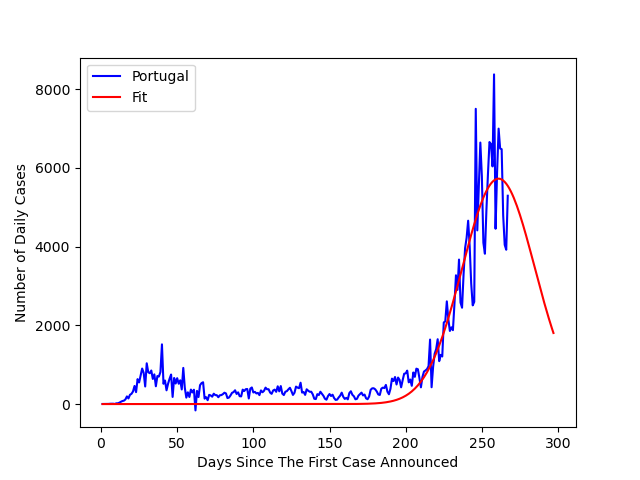 Portugal
Fit
8000
6000
4000
2000
0
Number of Daily Cases
0 50 100 150 200 250 300
Days Since The First Case Announced